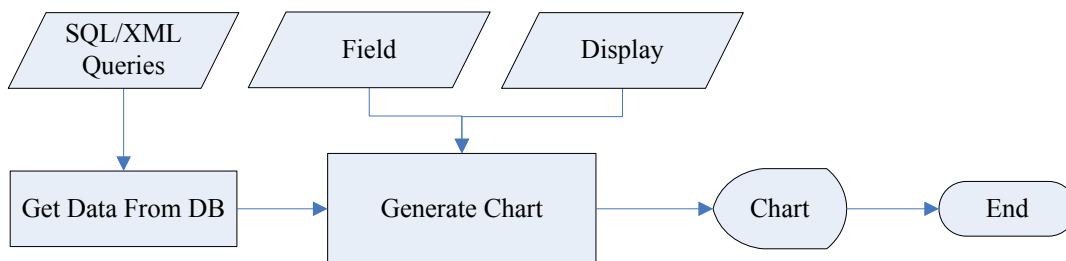 SQL/XML
Queries
Field
Display
Get Data From DB
Generate Chart
Chart
End